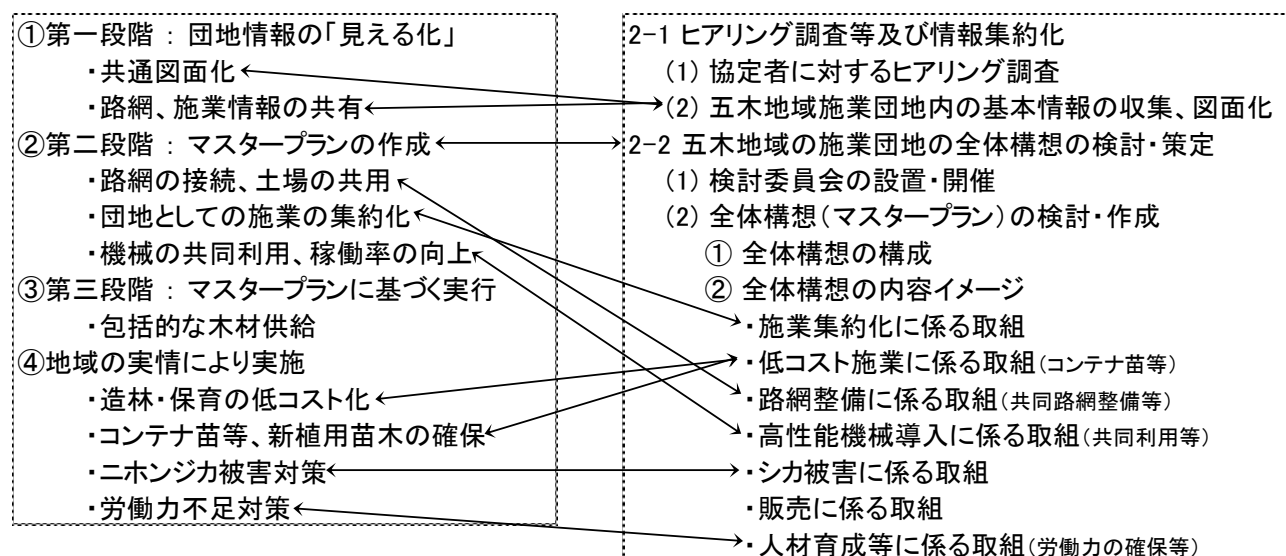 ①第一段階 : 団地情報の「見える化」
・共通図面化
・路網、施業情報の共有
②第二段階 : マスタープランの作成
・路網の接続、土場の共用
・団地としての施業の集約化
・機械の共同利用、稼働率の向上
③第三段階 : マスタープランに基づく実行
・包括的な木材供給
④地域の実情により実施
・造林・保育の低コスト化
・コンテナ苗等、新植用苗木の確保
・ニホンジカ被害対策
・労働力不足対策
2-1 ヒアリング調査等及び情報集約化
(1) 協定者に対するヒアリング調査
(2) 五木地域施業団地内の基本情報の収集、図面化
2-2 五木地域の施業団地の全体構想の検討・策定
(1) 検討委員会の設置・開催
(2) 全体構想(マスタープラン)の検討・作成
① 全体構想の構成
② 全体構想の内容イメージ
・施業集約化に係る取組
・低コスト施業に係る取組(コンテナ苗等)
・路網整備に係る取組(共同路網整備等)
・高性能機械導入に係る取組(共同利用等)
・シカ被害に係る取組
・販売に係る取組
・人材育成等に係る取組(労働力の確保等)